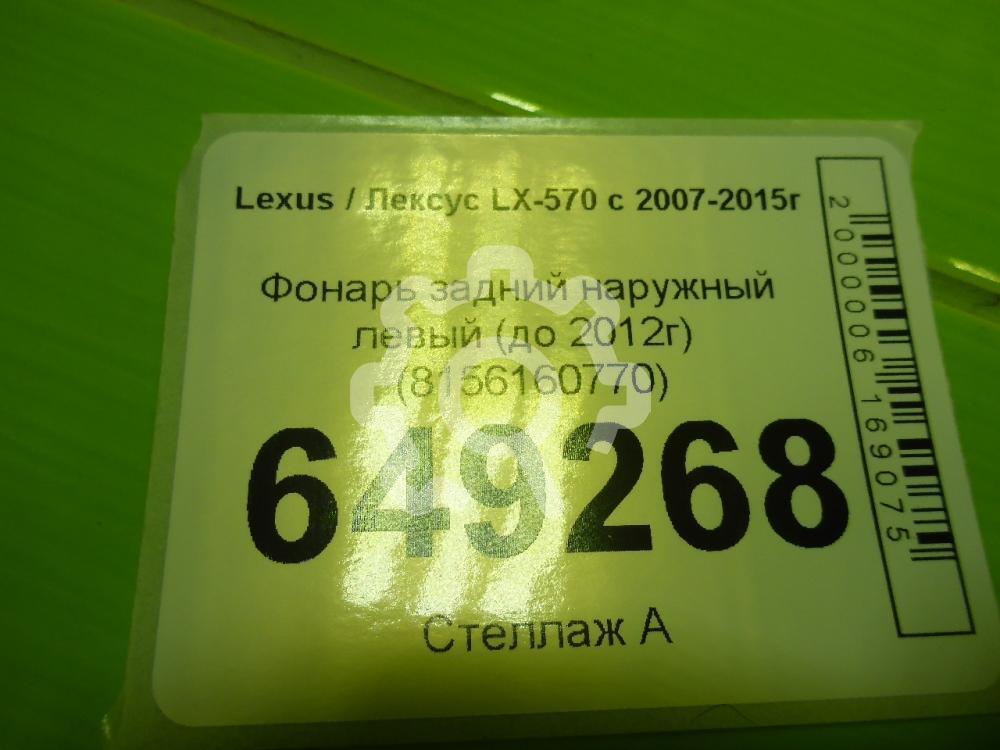 Lexus / Лексус LX-570 с 2007-2015г
Фонарь задний наружный
левый (до 2012г)
(8156160770)
649268
Стеллаж А
2000006169075